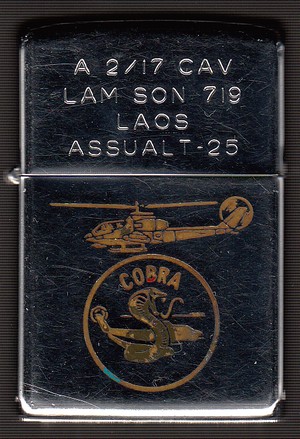 A 2/17 CAV
LAM SON 719
LAOS
ASSUALT-25
COBRA